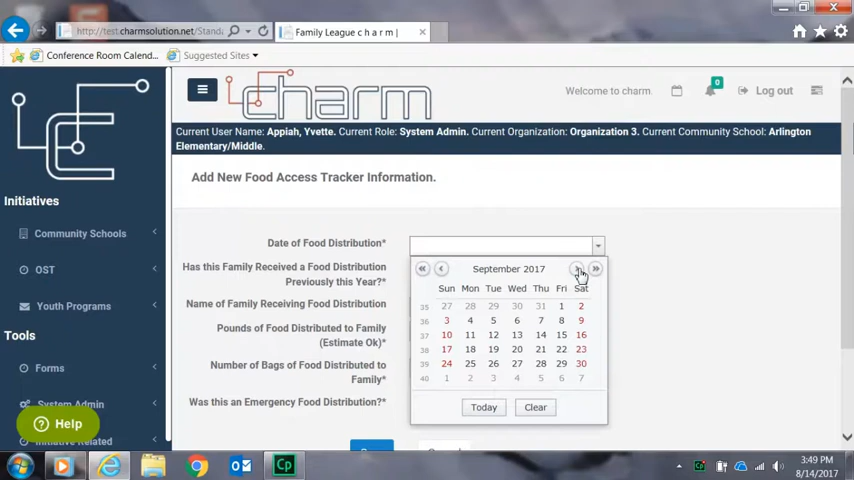 http://test.charmsolution.net/Standa
Family League c h a r m |
Conference Room Calend...
Suggested Sites
charm
Welcome to charm.
0
Log out
Current User Name: Appiah, Yvette. Current Role: System Admin. Current Organization: Organization 3. Current Community School: Arlington
Elementary/Middle.
Initiatives
Community Schools
OST
Youth Programs
Tools
Forms
System Admin
Initiative Related
Help
Add New Food Access Tracker Information.
Date of Food Distribution*
Has this Family Received a Food Distribution
Previously this Year?*
Name of Family Receiving Food Distribution
Pounds of Food Distributed to Family
(Estimate Ok)*
Number of Bags of Food Distributed to
Family*
Was this an Emergency Food Distribution?*
September 2017
Sun Mon Tue Wed Thu Fri Sat
35 27 28 29 30 31 1 2
36 3 4 5 6 7 8 9
37 10 11 12 13 14 15 16
38 17 18 19 20 21 22 23
39 24 25 26 27 28 29 30
40 1 2 3 4 5 6 7
Today Clear
3:49 PM
8/14/2017